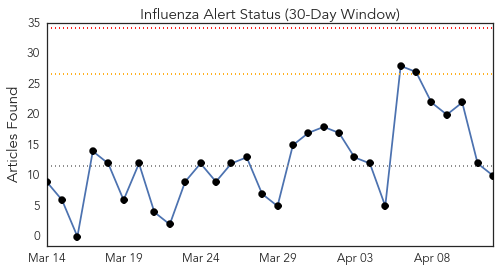 Influenza Alert Status (30-Day Window)
Articles Found
35
30
25
20
15
10
5
0
Mar 14 Mar 19 Mar 24 Mar 29 Apr 03 Apr 08